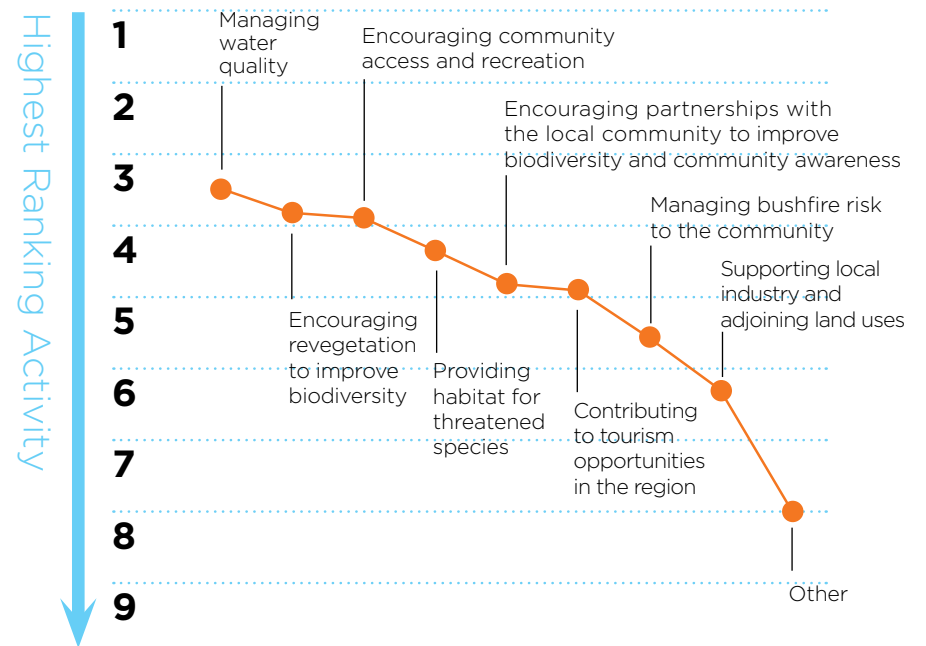 Highest Ranking Activity
1
2
3
4
5
6
7
8
9
Managing
water
quality
Encouraging community
access and recreation
Encouraging partnerships with
the local community to improve
biodiversity and community awareness
Managing bushfire risk
to the community
Supporting local
industry and
adjoining land uses
Encouraging
revegetation
to improve
biodiversity
Providing
habitat for
threatened
species
Contributing
to tourism
opportunities
in the region
Other